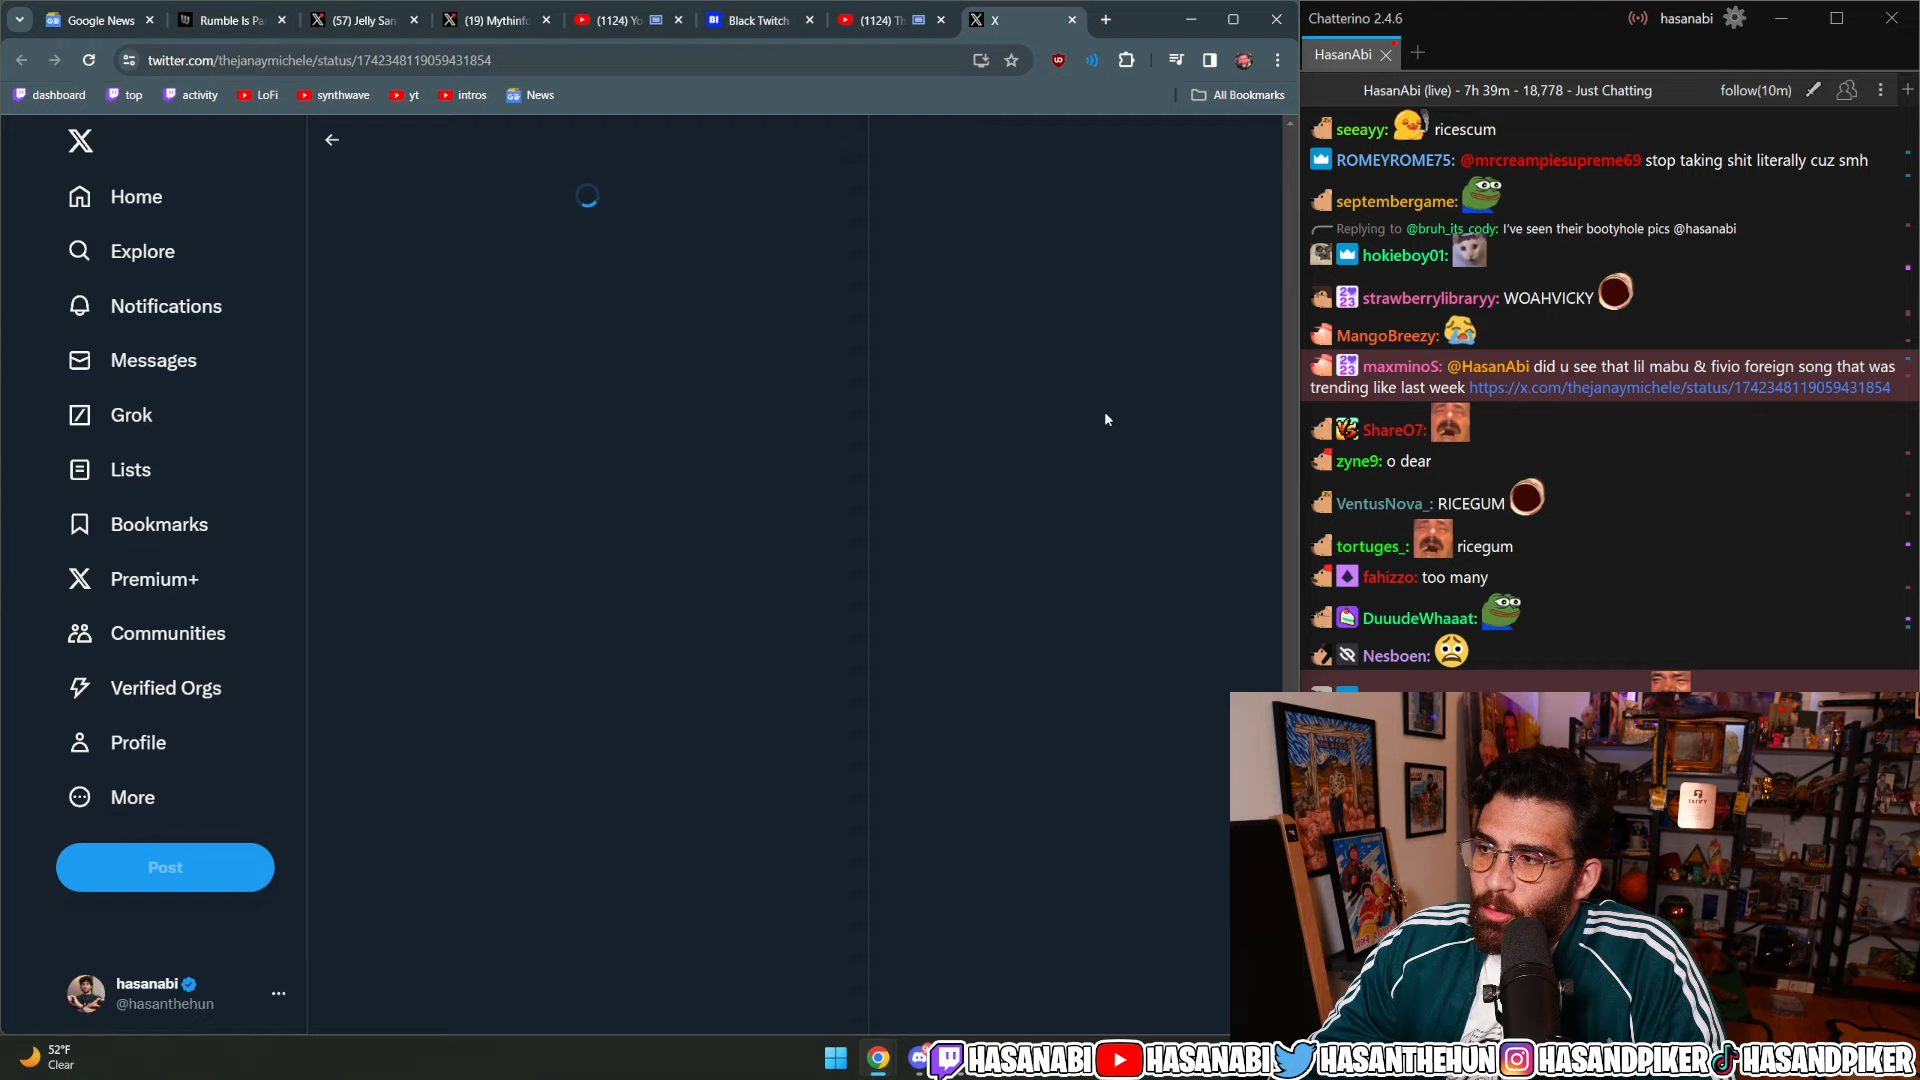 Google News
Rumble Is Pa
(57) Jelly San
(19) Mythinfo
(1124) Yo
Black Twitch
(1124) Th
X
twitter.com/thejanaymichele/status/1742348119059431854
dashboard
top
activity
LoFi
synthwave
yt
intros
News
All Bookmarks
Home
Explore
Notifications
Messages
Grok
Lists
Bookmarks
Premium+
Communities
Verified Orgs
Profile
More
Post
hasanabi
@hasanthehun
Chatterino 2.4.6
hasanabi
HasanAbi
HasanAbi (live) - 7h 39m - 18,778 - Just Chatting
follow(10m)
seeayy: ricescum
ROMEYROME75: @mrcreampiesupreme69 stop taking shit literally cuz smh
septembergame:
Replying to @bruh_its_cody: I've seen their bootyhole pics @hasanabi
hokieboy01:
strawberrylibraryy: WOAHVICKY
MangoBreezy:
maxminoS: @HasanAbi did u see that lil mabu & fivio foreign song that was
trending like last week https://x.com/thejanaymichele/status/1742348119059431854
ShareO7:
zyne9: o dear
VentusNova_: RICEGUM
tortuges_: ricegum
fahizzo: too many
DuuudeWhaaat:
Nesboen:
52°F
Clear
HASANABI HASANABI HASANTHEHUN HASANDPIKER HASANDPIKER